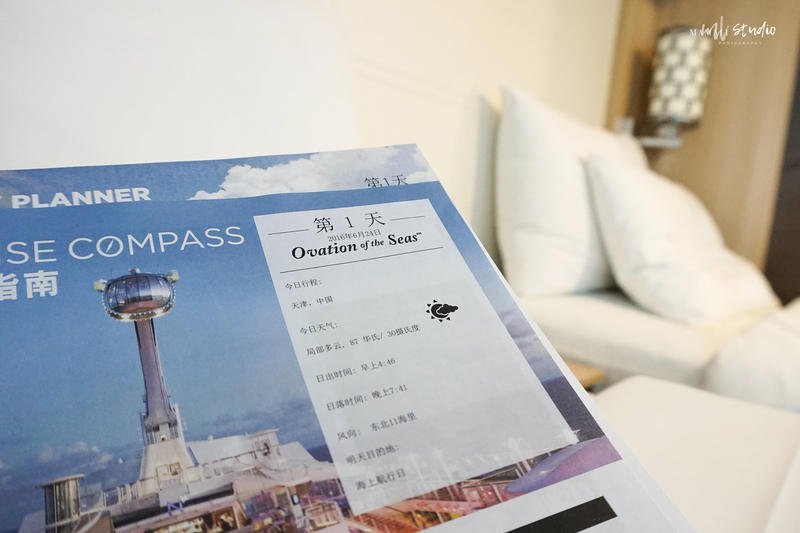 Studio
PHOTOGRAPHY
PLANNER
第1天
ISE COMPASS
指南
第 1 天
2016年6月24日
Ovation of the Seas℠
今日行程:
天津，中国
今日天气:
局部多云, 87 华氏/ 30摄氏度
日出时间: 早上4:46
日落时间: 晚上7:41
风向: 东北11海里
明天目的地:
海上航行日